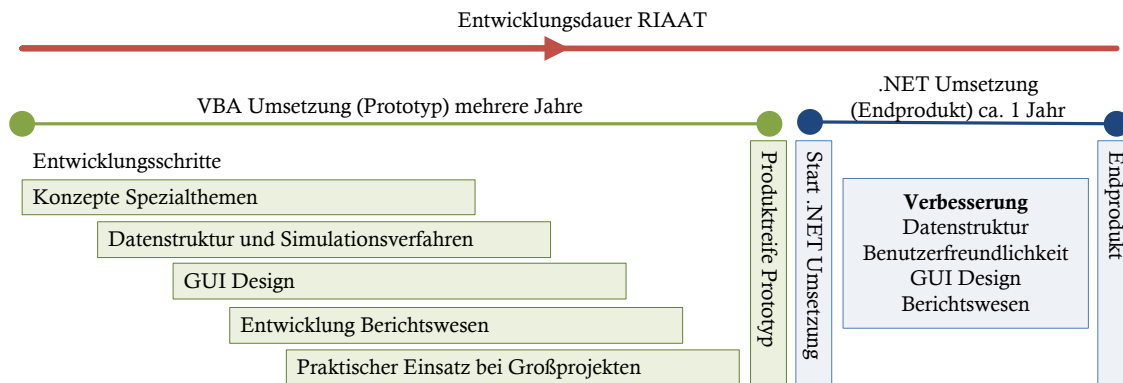 Entwicklungsdauer RIAAT
VBA Umsetzung (Prototyp) mehrere Jahre
.NET Umsetzung
(Endprodukt) ca. 1 Jahr
Entwicklungsschritte
Konzepte Spezialthemen
Datenstruktur und Simulationsverfahren
GUI Design
Entwicklung Berichtswesen
Praktischer Einsatz bei Großprojekten
Produktreife Prototyp
Start .NET Umsetzung
Verbesserung
Datenstruktur
Benutzerfreundlichkeit
GUI Design
Berichtswesen
Endprodukt